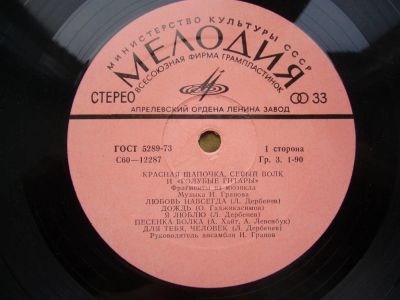 МИНИСТЕРСТВО КУЛЬТУРЫ СССР
МЕЛОДИЯ
ВСЕСОЮЗНАЯ ФИРМА ГРАМПЛАСТИНОК
СТЕРЕО
33
АПРЕЛЕВСКИЙ ОРДЕНА ЛЕНИНА ЗАВОД
ГОСТ 5289-73
1 сторона
С60—12287
Гр. 3. 1-90
КРАСНАЯ ШАПОЧКА, СЕРЫЙ ВОЛК
И «ГОЛУБЫЕ ГИТАРЫ»
Фрагменты из мюзикла
Музыка И. Гранова
ЛЮБОВЬ НАВСЕГДА (Л. Дербенев)
ДОЖДЬ (О. Гаджикасимов)
Я ЛЮБЛЮ (Л. Дербенев)
ПЕСЕНКА ВОЛКА (А. Хайт, А. Левенбук)
ДЛЯ ТЕБЯ, ЧЕЛОВЕК (Л. Дербенев)
Руководитель ансамбля И. Гранов